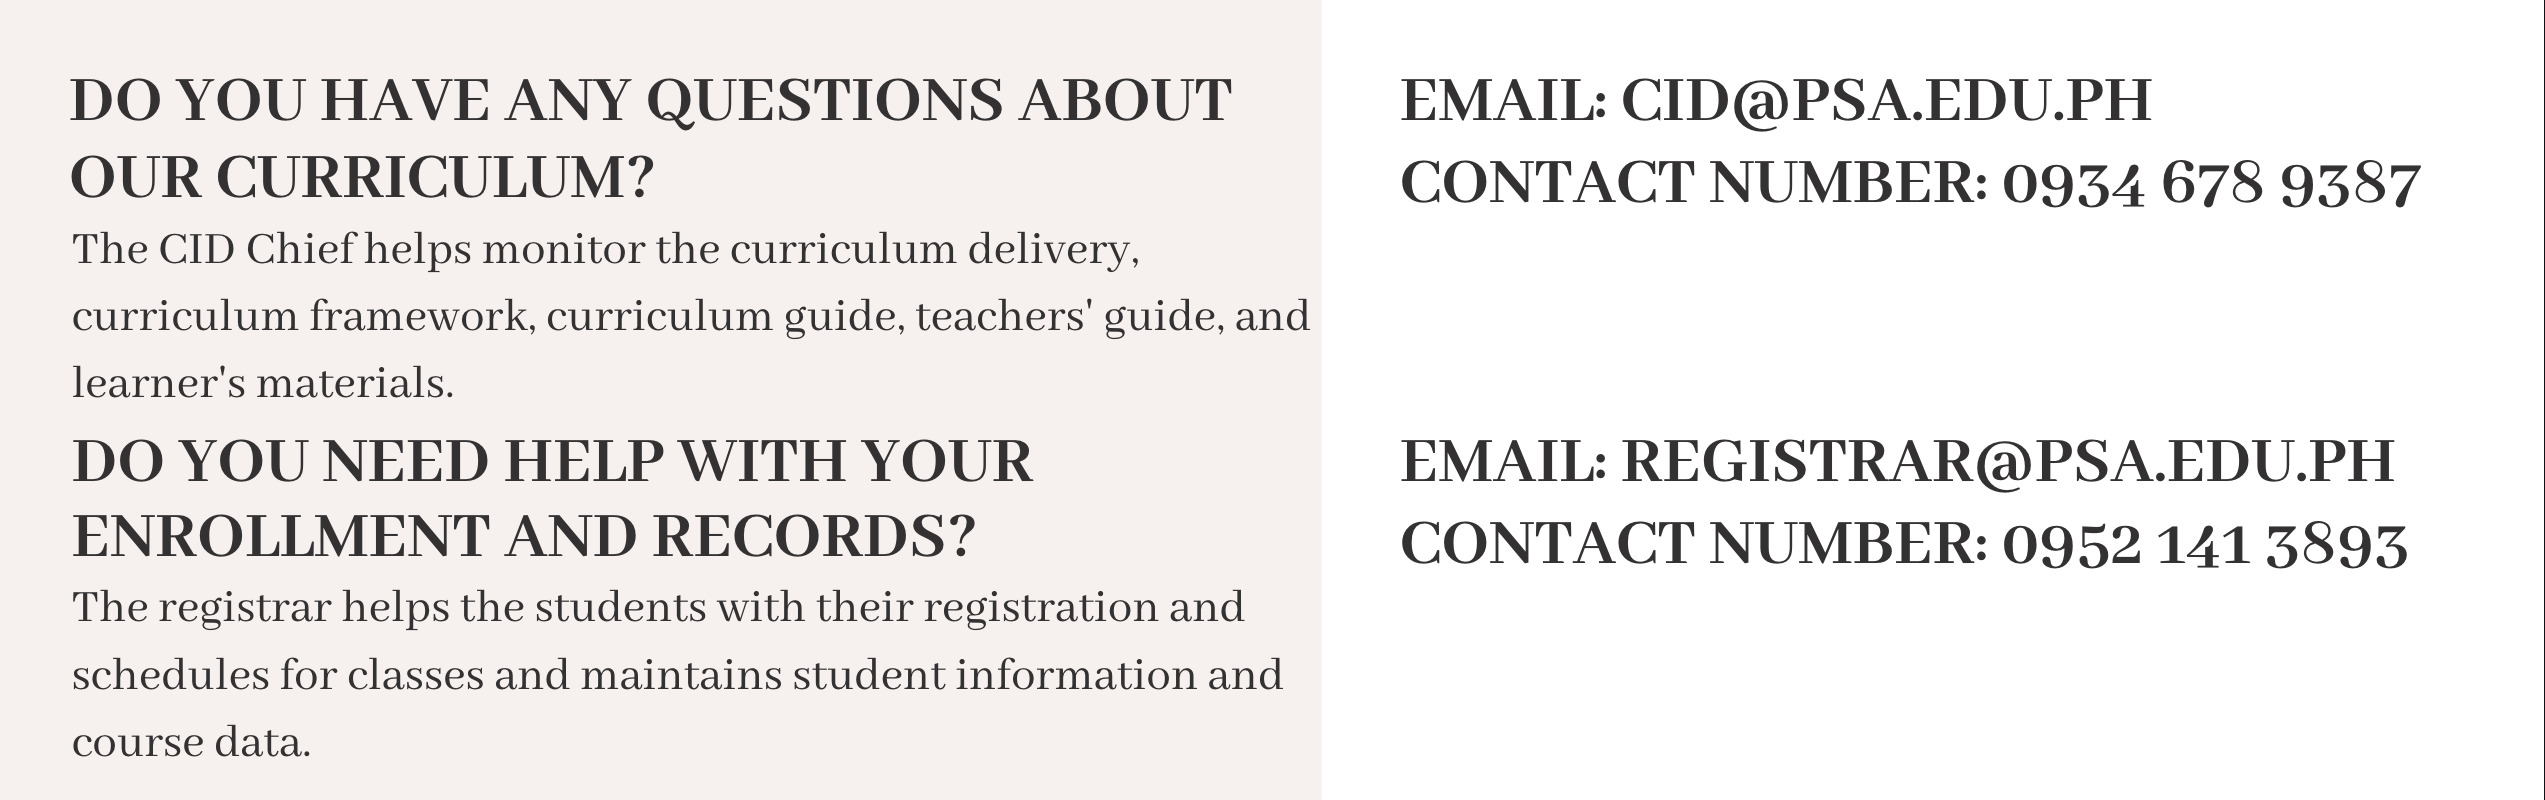 DO YOU HAVE ANY QUESTIONS ABOUT
OUR CURRICULUM?
The CID Chief helps monitor the curriculum delivery,
curriculum framework, curriculum guide, teachers' guide, and
learner's materials.
EMAIL: CID@PSA.EDU.PH
CONTACT NUMBER: 0934 678 9387
DO YOU NEED HELP WITH YOUR
ENROLLMENT AND RECORDS?
The registrar helps the students with their registration and
schedules for classes and maintains student information and
course data.
EMAIL: REGISTRAR@PSA.EDU.PH
CONTACT NUMBER: 0952 141 3893